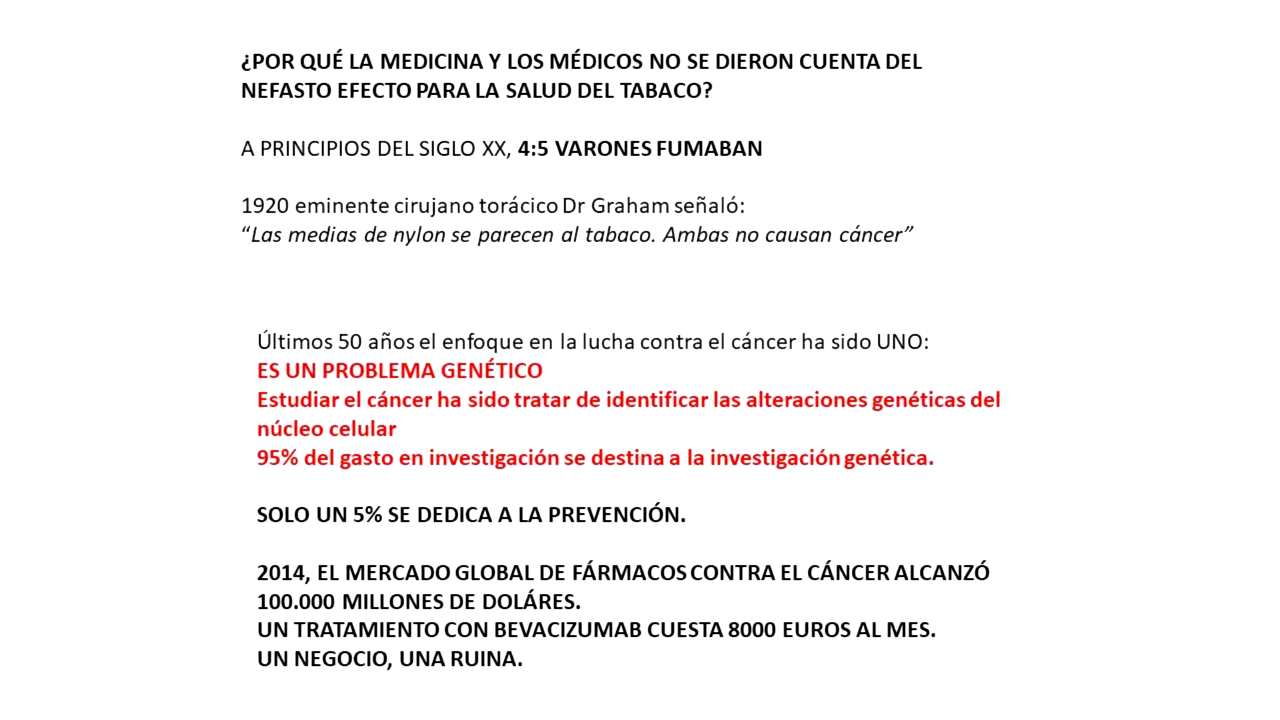 ¿POR QUÉ LA MEDICINA Y LOS MÉDICOS NO SE DIERON CUENTA DEL
NEFASTO EFECTO PARA LA SALUD DEL TABACO?
A PRINCIPIOS DEL SIGLO XX, 4:5 VARONES FUMABAN
1920 eminente cirujano torácico Dr Graham señaló:
“Las medias de nylon se parecen al tabaco. Ambas no causan cáncer”
Últimos 50 años el enfoque en la lucha contra el cáncer ha sido UNO:
ES UN PROBLEMA GENÉTICO
Estudiar el cáncer ha sido tratar de identificar las alteraciones genéticas del
núcleo celular
95% del gasto en investigación se destina a la investigación genética.
SOLO UN 5% SE DEDICA A LA PREVENCIÓN.
2014, EL MERCADO GLOBAL DE FÁRMACOS CONTRA EL CÁNCER ALCANZÓ
100.000 MILLONES DE DOLÁRES.
UN TRATAMIENTO CON BEVACIZUMAB CUESTA 8000 EUROS AL MES.
UN NEGOCIO, UNA RUINA.